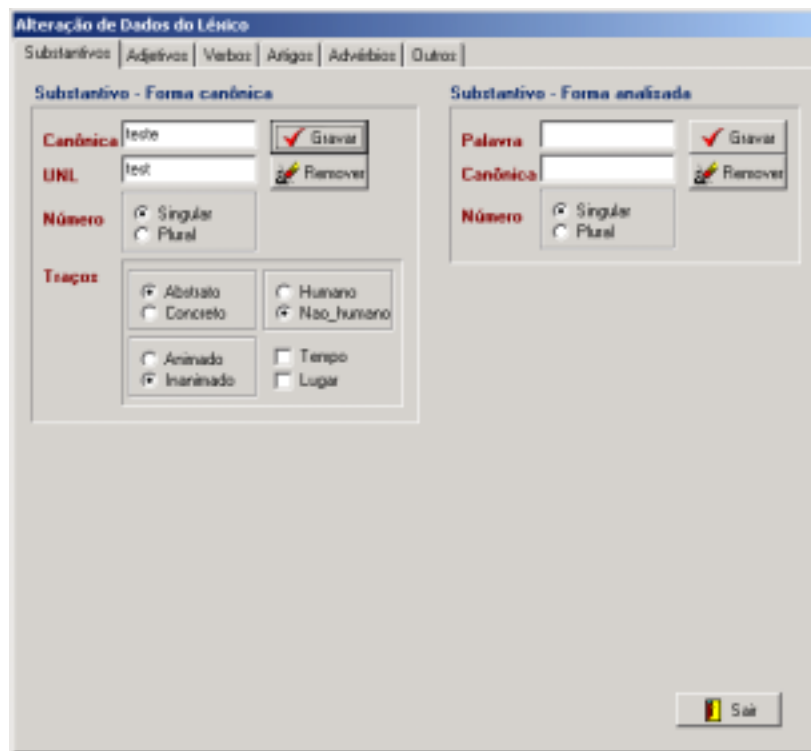 Alteração de Dados do Léxico
Substantivos Adjetivos Verbos Artigos Advérbios Outros
Substantivo - Forma canônica
Canônica teste Gravar
UNL test Remover
Número Singular
Plural
Traços
Abstrato Humano
Concreto Nao_humano
Animado Tempo
Inanimado Lugar
Substantivo - Forma analisada
Palavra Gravar
Canônica Remover
Número Singular
Plural
Sair